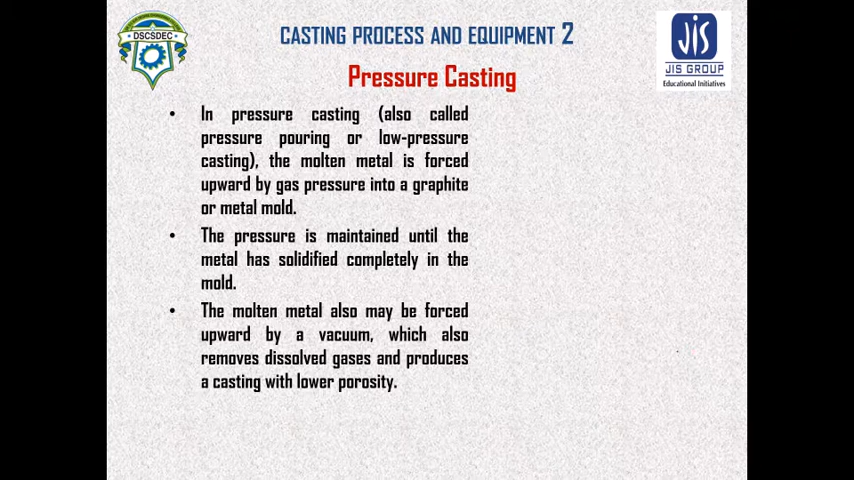 DSCSDEC
CASTING PROCESS AND EQUIPMENT 2
JiS
JIS GROUP
Educational Initiatives
Pressure Casting
• In pressure casting (also called
pressure pouring or low-pressure
casting), the molten metal is forced
upward by gas pressure into a graphite
or metal mold.
• The pressure is maintained until the
metal has solidified completely in the
mold.
• The molten metal also may be forced
upward by a vacuum, which also
removes dissolved gases and produces
a casting with lower porosity.